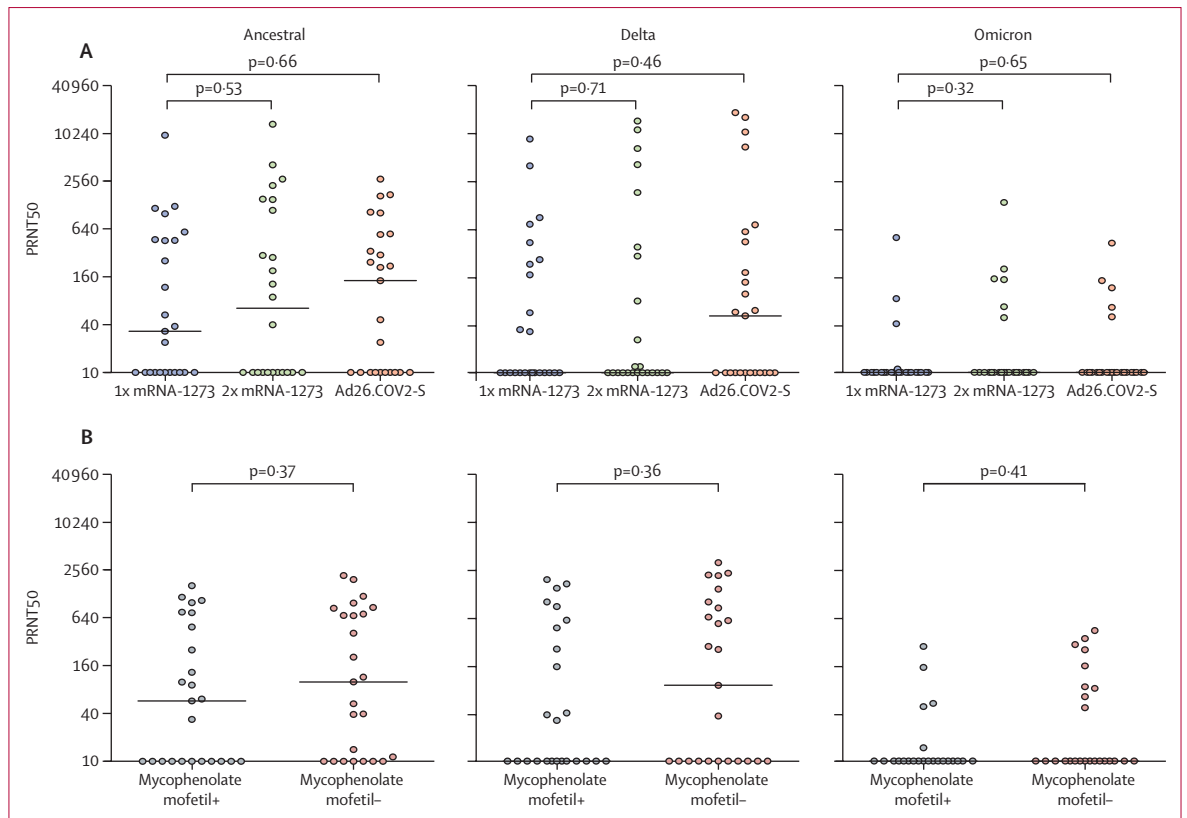 Ancestral
Delta
Omicron
A
p=0·66
p=0·46
p=0·65
p=0·53
p=0·71
p=0·32
PRNT50
40960
10240
2560
640
160
40
10
1x mRNA-1273
2x mRNA-1273
Ad26.COV2-S
1x mRNA-1273
2x mRNA-1273
Ad26.COV2-S
1x mRNA-1273
2x mRNA-1273
Ad26.COV2-S
B
p=0·37
p=0·36
p=0·41
PRNT50
40960
10240
2560
640
160
40
10
Mycophenolate
mofetil+
Mycophenolate
mofetil–
Mycophenolate
mofetil+
Mycophenolate
mofetil–
Mycophenolate
mofetil+
Mycophenolate
mofetil–